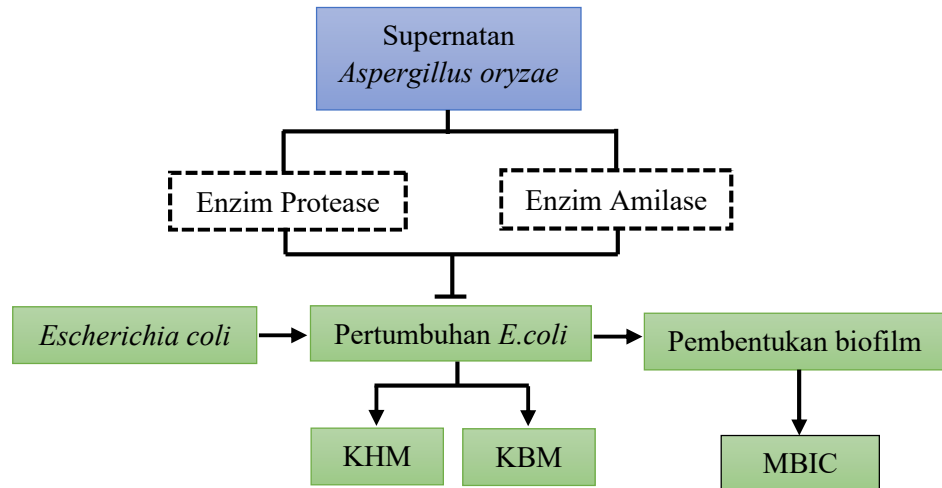 Supernatan
Aspergillus oryzae
Enzim Protease
Enzim Amilase
Escherichia coli
Pertumbuhan E.coli
Pembentukan biofilm
KHM
KBM
MBIC